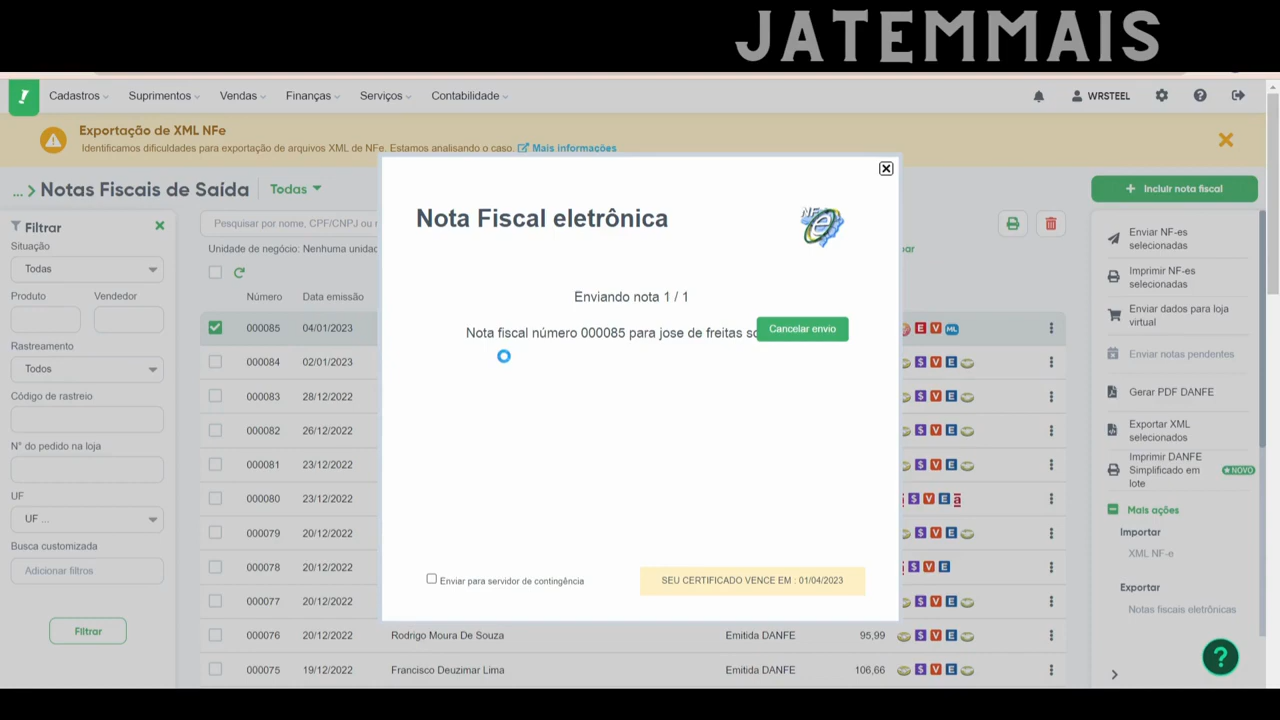 JATEMMAIS
Cadastros Suprimentos Vendas Finanças Serviços Contabilidade WRSTEEL
Exportação de XML NFe
Identificamos dificuldades para exportação de arquivos XML de NFe. Estamos analisando o caso. Mais informações
... > Notas Fiscais de Saída Todas
+ Incluir nota fiscal
Filtrar
Situação
Todas
Produto Vendedor
Rastreamento
Todos
Código de rastreio
N° do pedido na loja
UF
UF ...
Busca customizada
Adicionar filtros
Filtrar
Pesquisar por nome, CPF/CNPJ ou
Unidade de negócio: Nenhuma unidad
Número Data emissão
000085 04/01/2023
000084 02/01/2023
000083 28/12/2022
000082 26/12/2022
000081 23/12/2022
000080 23/12/2022
000079 20/12/2022
000078 20/12/2022
000077 20/12/2022
000076 20/12/2022 Rodrigo Moura De Souza Emitida DANFE 95,99
000075 19/12/2022 Francisco Deuzimar Lima Emitida DANFE 106,66
Nota Fiscal eletrônica
NF e
Enviando nota 1 / 1
Nota fiscal número 000085 para jose de freitas so
Cancelar envio
Enviar para servidor de contingência
SEU CERTIFICADO VENCE EM : 01/04/2023
Enviar NF-es
selecionadas
Imprimir NF-es
selecionadas
Enviar dados para loja
virtual
Enviar notas pendentes
Gerar PDF DANFE
Exportar XML
selecionados
Imprimir DANFE
Simplificado em
lote
NOVO
Mais ações
Importar
XML NF-e
Exportar
Notas fiscais eletrônicas
?